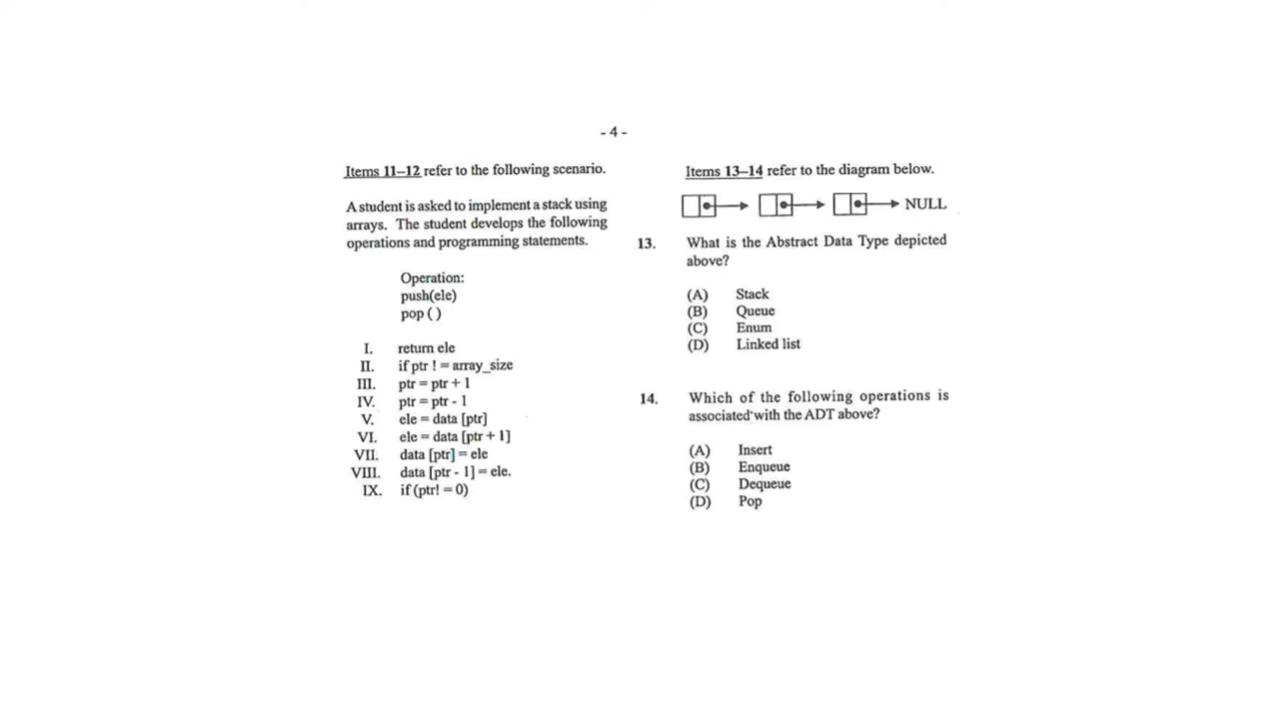 - 4 -
Items 11–12 refer to the following scenario.
A student is asked to implement a stack using
arrays. The student develops the following
operations and programming statements.
Operation:
push(ele)
pop ( )
I. return ele
II. if ptr ! = array_size
III. ptr = ptr + 1
IV. ptr = ptr - 1
V. ele = data [ptr]
VI. ele = data [ptr + 1]
VII. data [ptr] = ele
VIII. data [ptr - 1] = ele.
IX. if (ptr! = 0)
Items 13–14 refer to the diagram below.
NULL
13. What is the Abstract Data Type depicted
above?
(A) Stack
(B) Queue
(C) Enum
(D) Linked list
14. Which of the following operations is
associated with the ADT above?
(A) Insert
(B) Enqueue
(C) Dequeue
(D) Pop